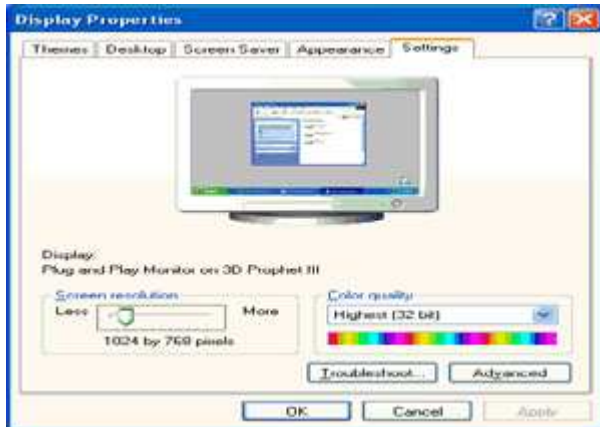 Display Properties
Themes Desktop Screen Saver Appearance Settings
Display:
Plug and Play Monitor on 3D Prophet III
Screen resolution
Less More
1024 by 768 pixels
Color quality
Highest (32 bit)
Troubleshoot... Advanced
OK Cancel Apply